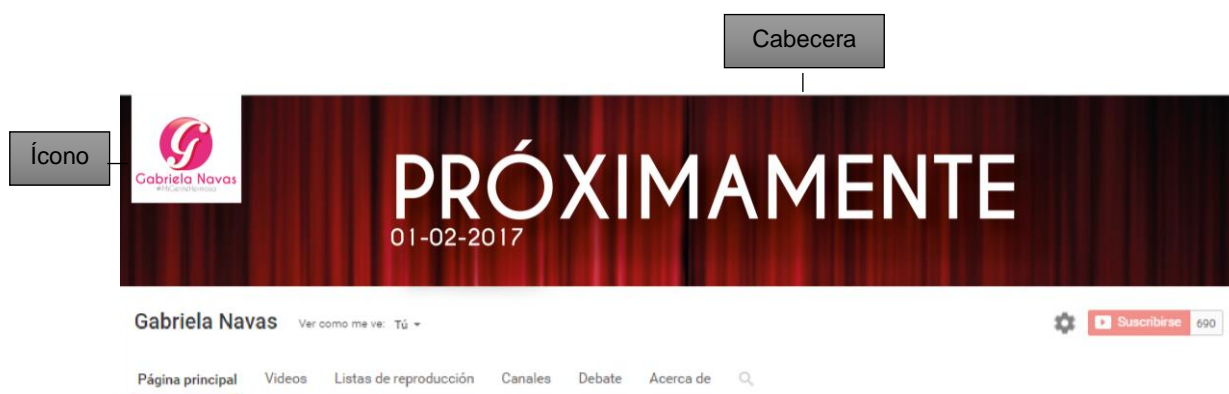 Cabecera
Ícono
G
Gabriela Navas
PRÓXIMAMENTE
01-02-2017
Gabriela Navas Ver como me ve: Tú
Suscribirse 690
Página principal Videos Listas de reproducción Canales Debate Acerca de